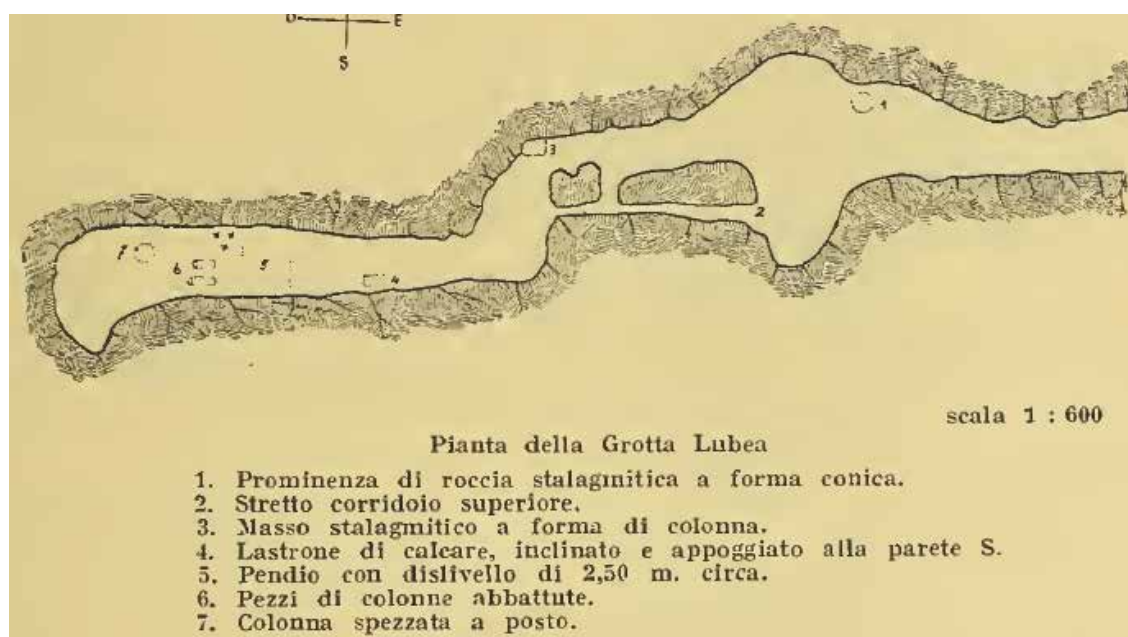 O E
S
1
3
2
7
6 5 4
scala 1 : 600
Pianta della Grotta Lubea
1. Prominenza di roccia stalagmitica a forma conica.
2. Stretto corridoio superiore.
3. Masso stalagmitico a forma di colonna.
4. Lastrone di calcare, inclinato e appoggiato alla parete S.
5. Pendio con dislivello di 2,50 m. circa.
6. Pezzi di colonne abbattute.
7. Colonna spezzata a posto.